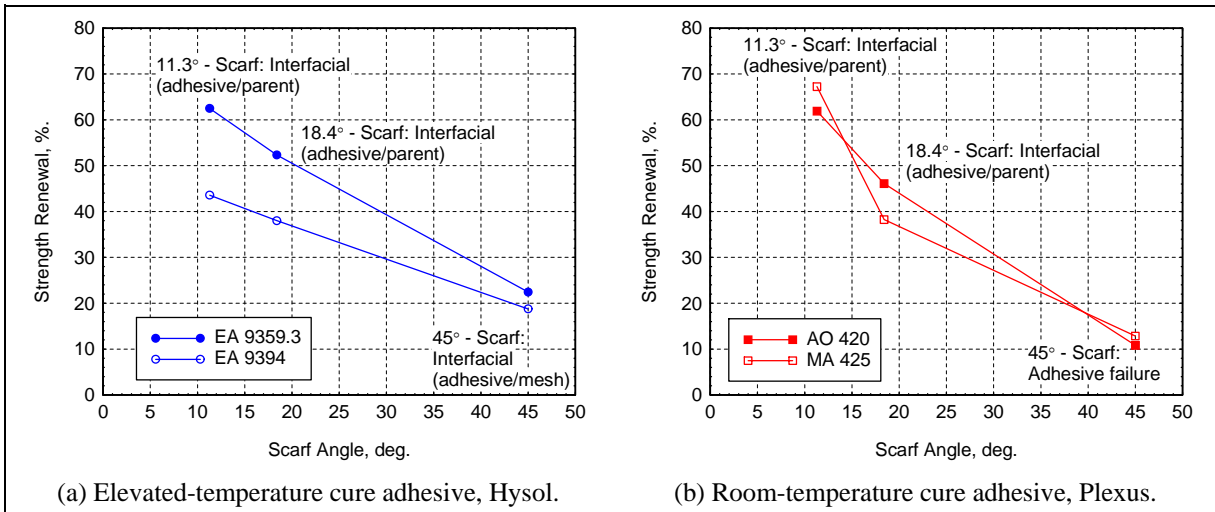 80
70
60
50
40
30
20
10
0
Strength Renewal, %.
11.3° - Scarf: Interfacial
(adhesive/parent)
18.4° - Scarf: Interfacial
(adhesive/parent)
EA 9359.3
EA 9394
45° - Scarf:
Interfacial
(adhesive/mesh)
0 5 10 15 20 25 30 35 40 45 50
Scarf Angle, deg.
(a) Elevated-temperature cure adhesive, Hysol.
80
70
60
50
40
30
20
10
0
Strength Renewal, %.
11.3° - Scarf: Interfacial
(adhesive/parent)
18.4° - Scarf: Interfacial
(adhesive/parent)
AO 420
MA 425
45° - Scarf:
Adhesive failure
0 5 10 15 20 25 30 35 40 45 50
Scarf Angle, deg.
(b) Room-temperature cure adhesive, Plexus.